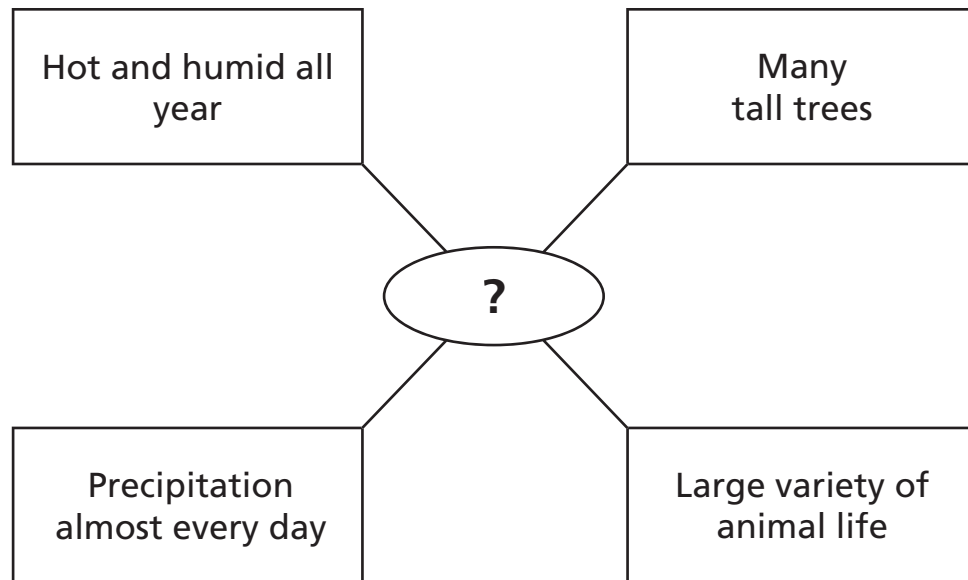 Hot and humid all
year
Many
tall trees
?
Precipitation
almost every day
Large variety of
animal life